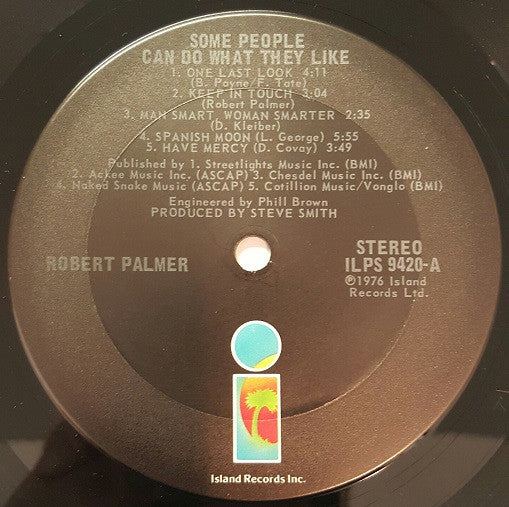 SOME PEOPLE
CAN DO WHAT THEY LIKE
1. ONE LAST LOOK 4:11
(B. Payne/F. Tate)
2. KEEP IN TOUCH 3:04
(Robert Palmer)
3. MAN SMART, WOMAN SMARTER 2:35
(D. Kleiber)
4. SPANISH MOON (L. George) 5:55
5. HAVE MERCY (D. Covay) 3:49
Published by 1. Streetlights Music Inc. (BMI)
2. Ackee Music Inc. (ASCAP) 3. Chesdel Music Inc. (BMI)
4. Naked Snake Music (ASCAP) 5. Cotillion Music/Vonglo (BMI)
Engineered by Phill Brown
PRODUCED BY STEVE SMITH
ROBERT PALMER
STEREO
ILPS 9420-A
℗1976 Island
Records Ltd.
i
Island Records Inc.